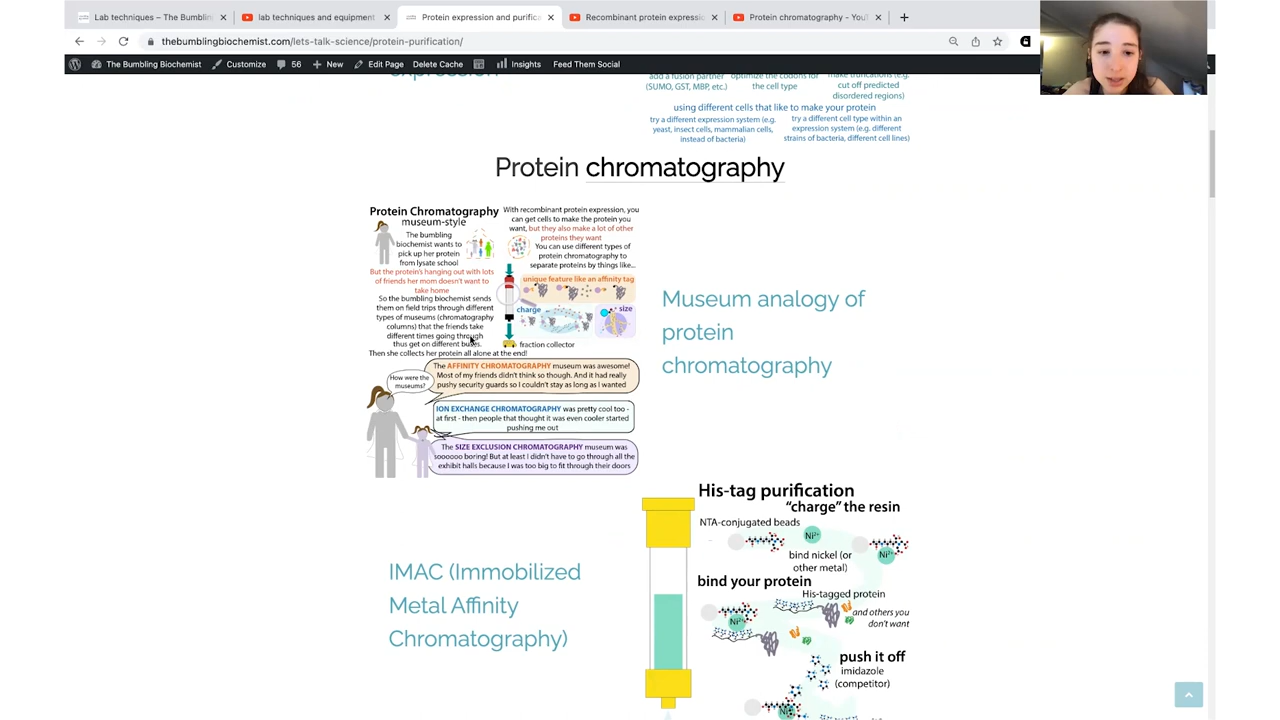 Lab techniques – The Bumblin
lab techniques and equipment
Protein expression and purifica
Recombinant protein expressio
Protein chromatography - You
thebumblingbiochemist.com/lets-talk-science/protein-purification/
The Bumbling Biochemist
Customize
56
New
Edit Page
Delete Cache
Insights
Feed Them Social
expression
add a fusion partner
(SUMO, GST, MBP, etc.)
optimize the codons for
the cell type
make truncations (e.g.
cut off predicted
disordered regions)
using different cells that like to make your protein
try a different expression system (e.g.
yeast, insect cells, mammalian cells,
instead of bacteria)
try a different cell type within an
expression system (e.g. different
strains of bacteria, different cell lines)
Protein chromatography
Protein Chromatography
museum-style
The bumbling
biochemist wants to
pick up her protein
from lysate school
But the protein's hanging out with lots
of friends her mom doesn't want to
take home
So the bumbling biochemist sends
them on field trips through different
types of museums (chromatography
columns) that the friends take
different times going through
thus get on different buses.
Then she collects her protein all alone at the end!
With recombinant protein expression, you
can get cells to make the protein you
want, but they also make a lot of other
proteins they want
You can use different types of
protein chromatography to
separate proteins by things like...
unique feature like an affinity tag
charge
size
fraction collector
How were the
museums?
The AFFINITY CHROMATOGRAPHY museum was awesome!
Most of my friends didn't think so though. And it had really
pushy security guards so I couldn't stay as long as I wanted
ION EXCHANGE CHROMATOGRAPHY was pretty cool too -
at first - then people that thought it was even cooler started
pushing me out
The SIZE EXCLUSION CHROMATOGRAPHY museum was
sooooo boring! But at least I didn't have to go through all the
exhibit halls because I was too big to fit through their doors
Museum analogy of
protein
chromatography
IMAC (Immobilized
Metal Affinity
Chromatography)
His-tag purification
"charge" the resin
NTA-conjugated beads
Ni²⁺
Ni²⁺
bind nickel (or
other metal)
bind your protein
His-tagged protein
Ni²⁺
and others you
don't want
push it off
imidazole
(competitor)
Ni²⁺